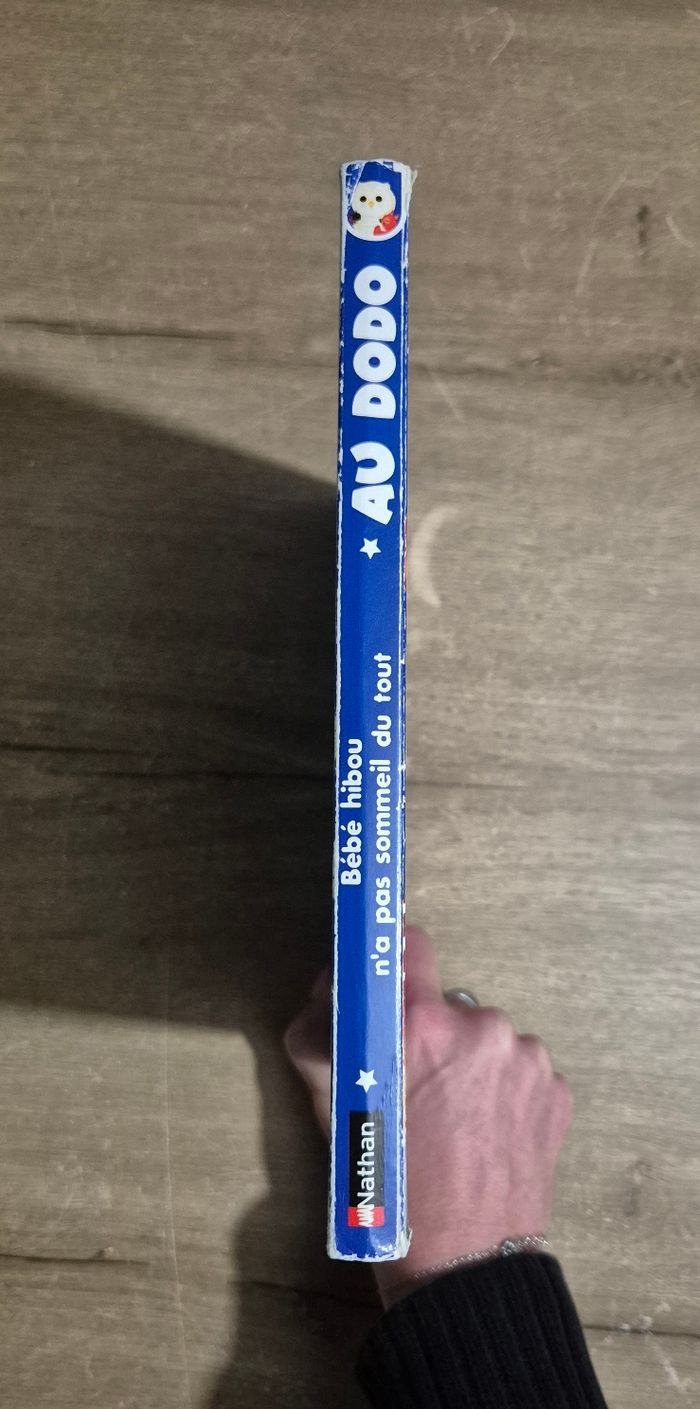 Nathan
Bébé hibou
n'a pas sommeil du tout
AU DODO